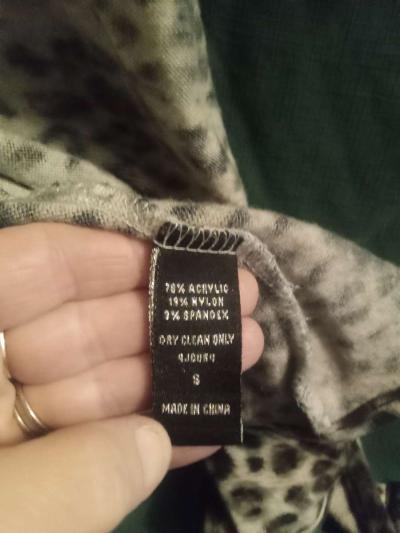 78% ACRYLIC
19% NYLON
3% SPANDEX
DRY CLEAN ONLY
S
MADE IN CHINA